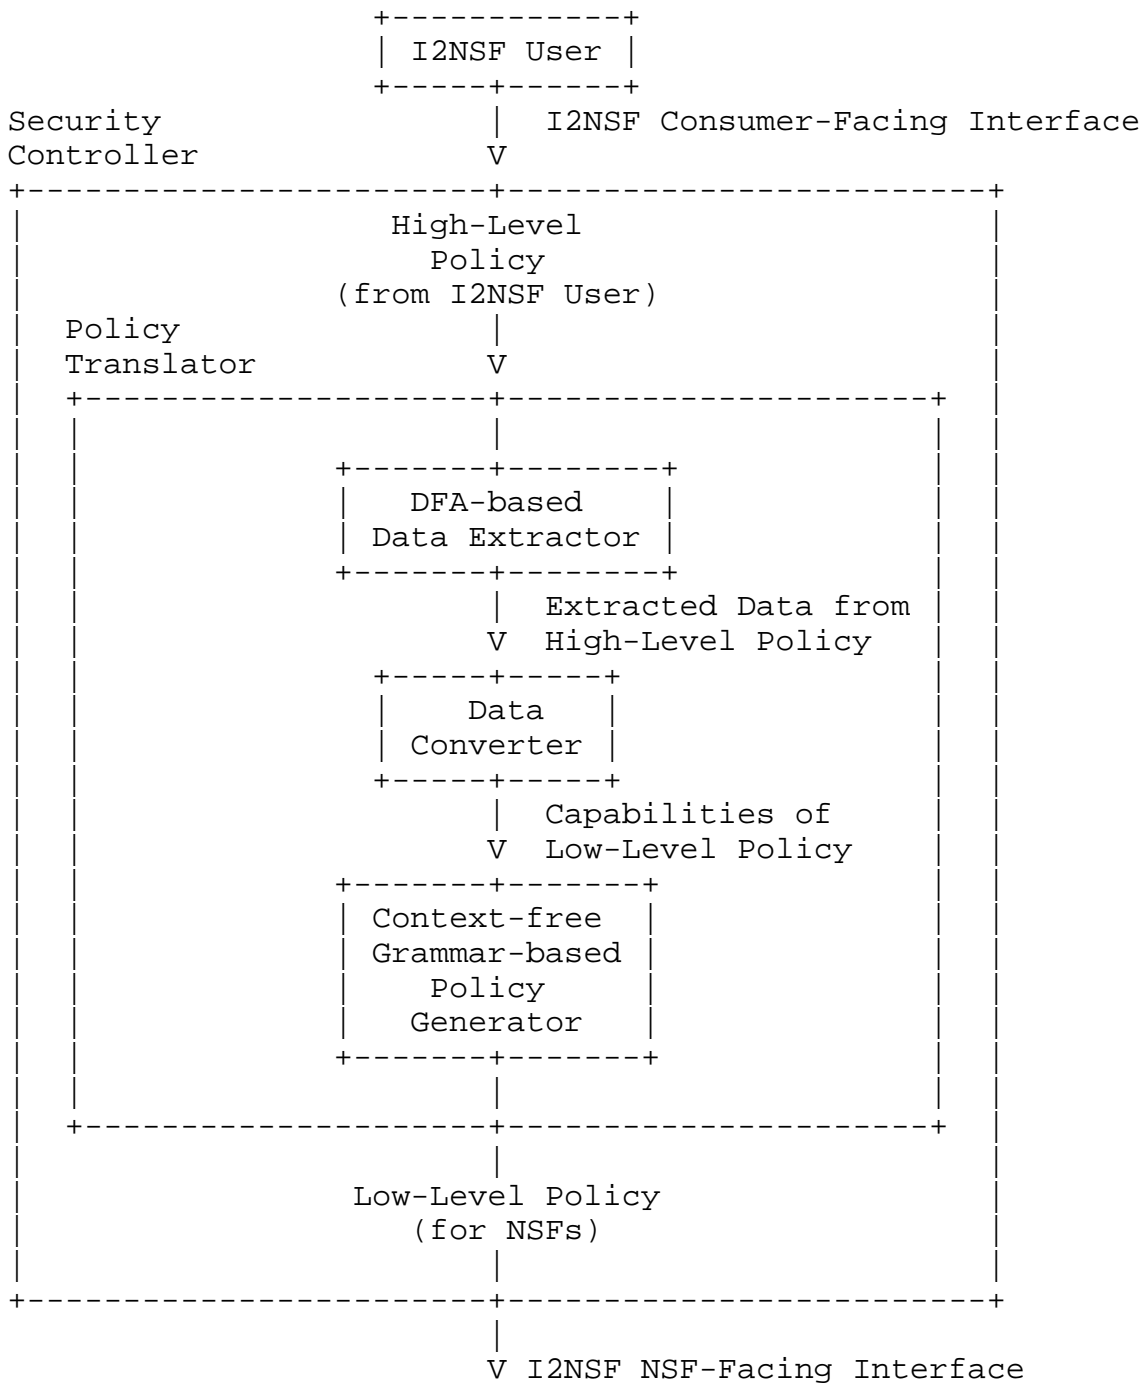 I2NSF User
Security
I2NSF Consumer-Facing Interface
Controller
V
High-Level
Policy
(from I2NSF User)
Policy
Translator
V
DFA-based
Data Extractor
Extracted Data from
V High-Level Policy
Data
Converter
Capabilities of
V Low-Level Policy
Context-free
Grammar-based
Policy
Generator
Low-Level Policy
(for NSFs)
V I2NSF NSF-Facing Interface